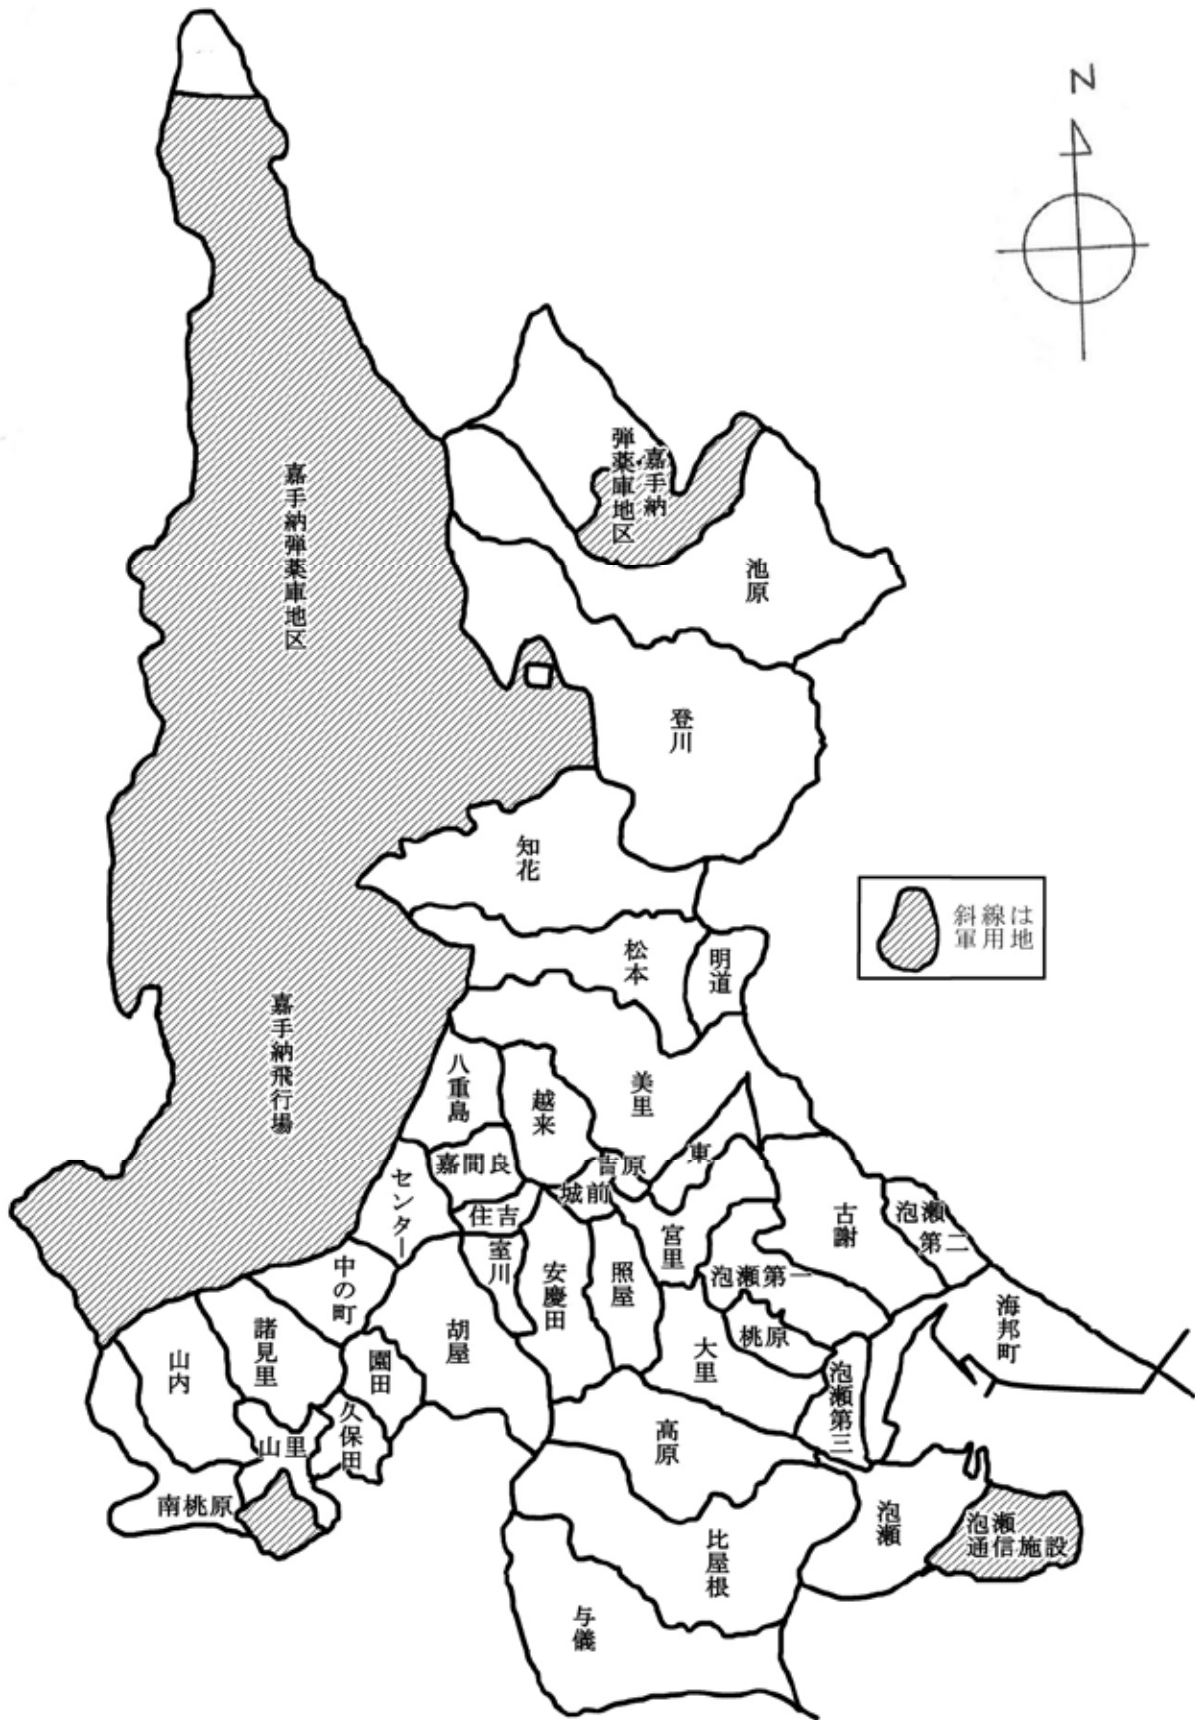 N
弾薬庫地区
嘉手納
嘉手納弾薬庫地区
池原
登川
知花
斜線は
軍用地
松本
明道
嘉手納飛行場
八重島
越来
美里
嘉間良
吉原
東
城前
センター
住吉
室川
宮里
古謝
泡瀬
第二
中の町
安慶田
照屋
泡瀬第一
海邦町
諸見里
胡屋
桃原
山内
園田
大里
泡瀬第三
久保田
山里
高原
南桃原
泡瀬
泡瀬
通信施設
比屋根
与儀